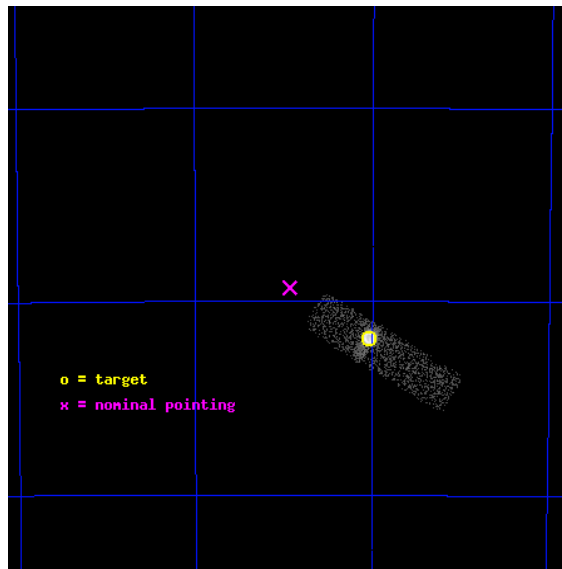 o = target
x = nominal pointing